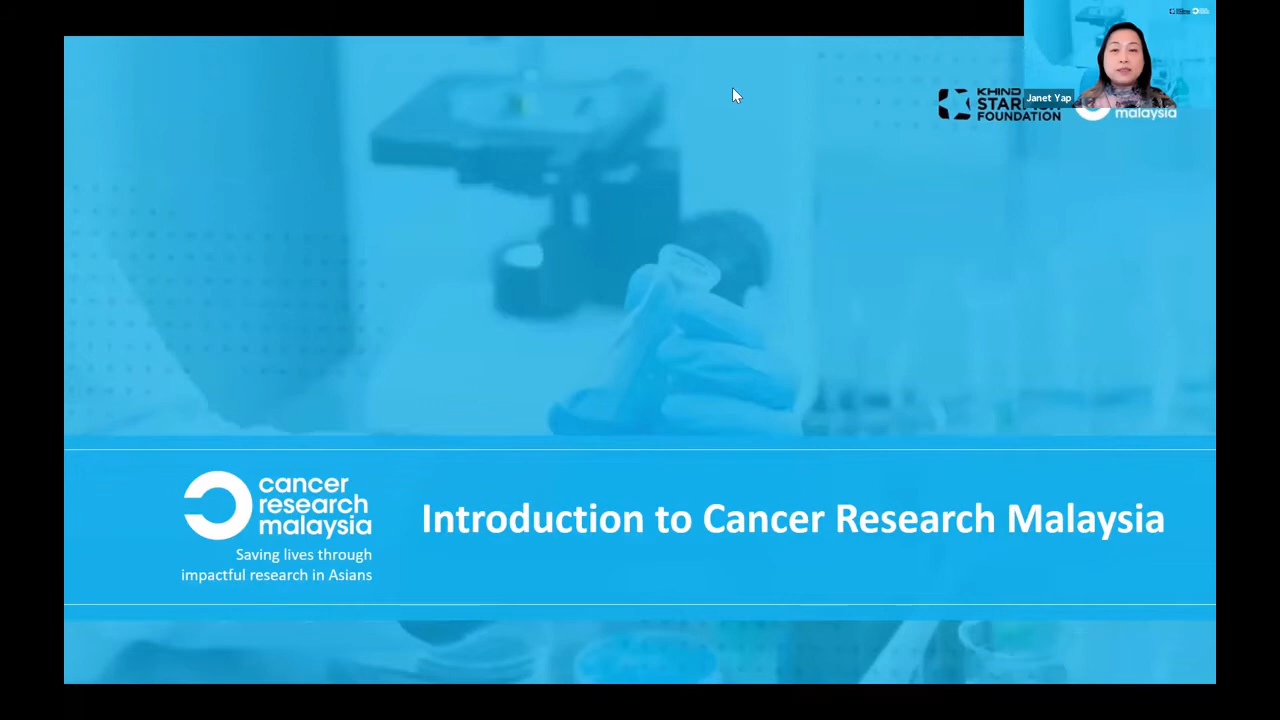 KHIND
STARFISH
FOUNDATION
Janet Yap
malaysia
cancer
research
malaysia
Saving lives through
impactful research in Asians
Introduction to Cancer Research Malaysia